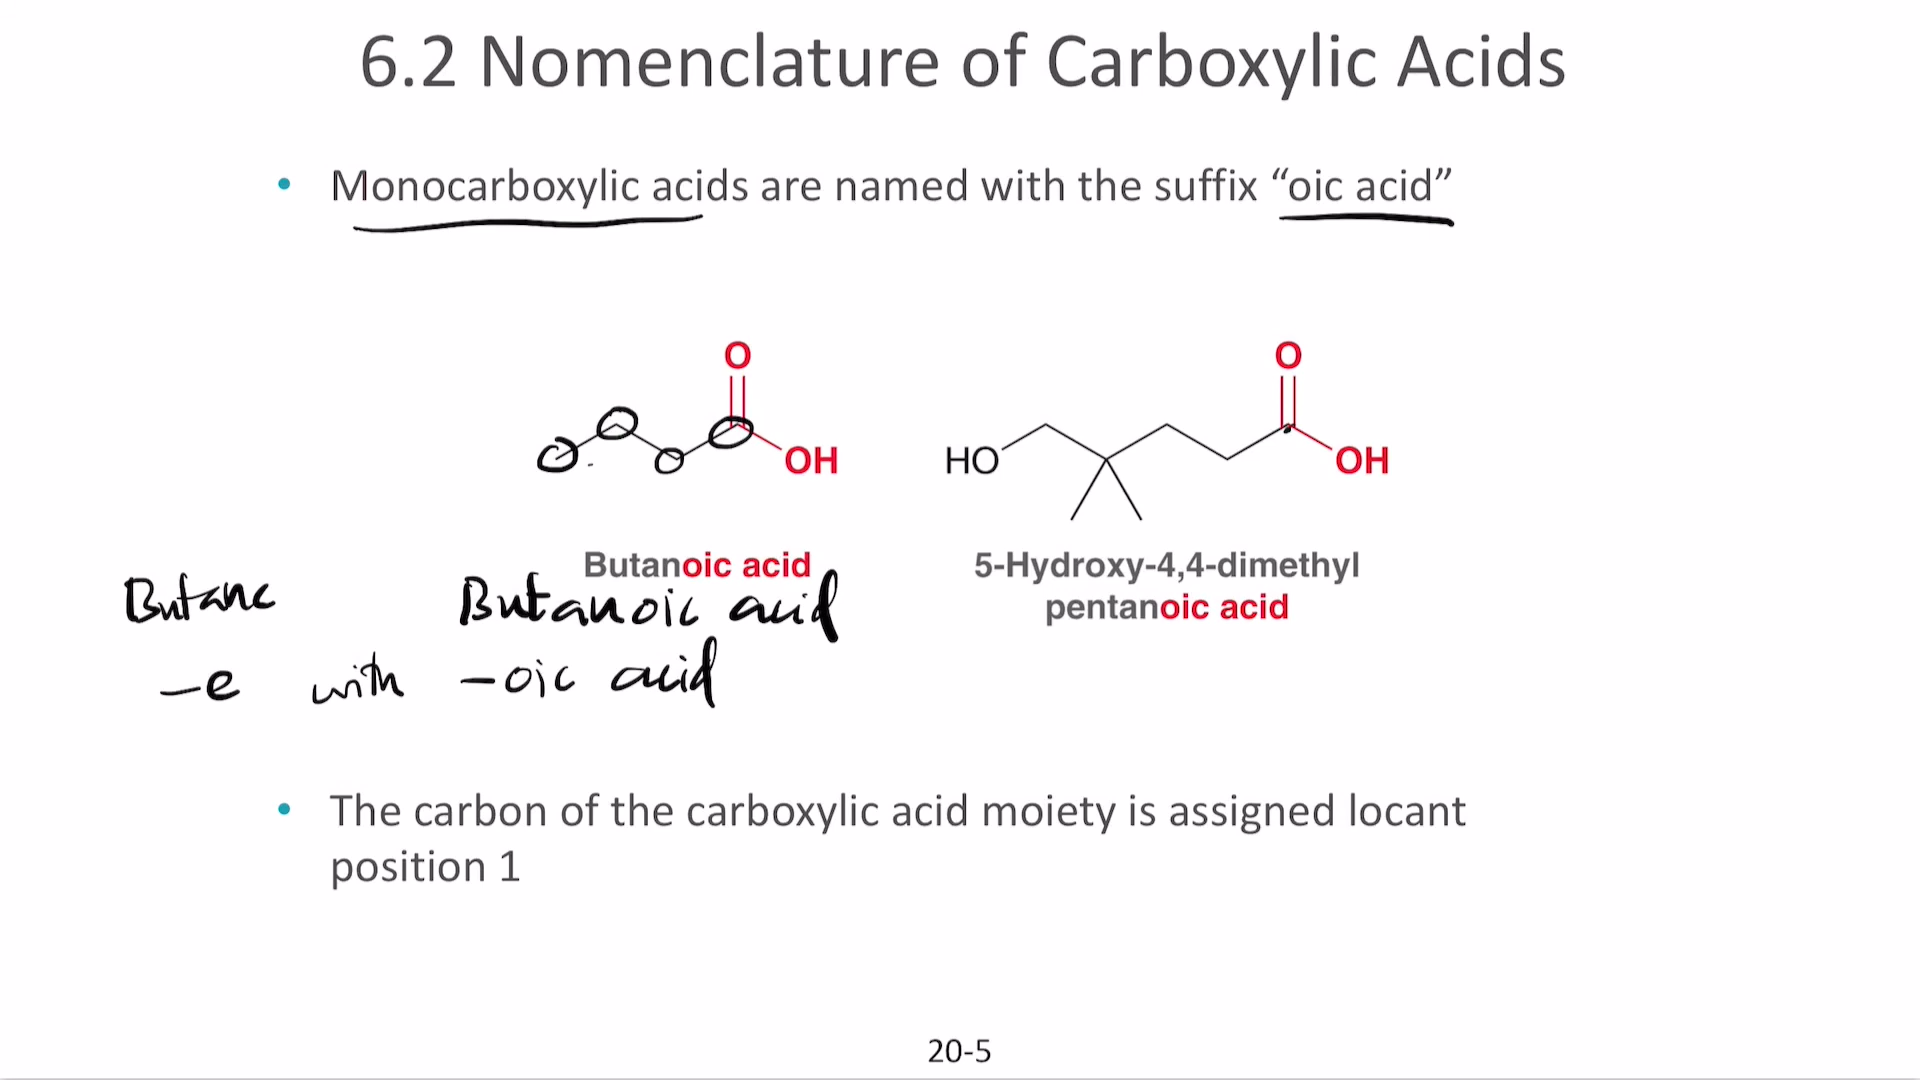 6.2 Nomenclature of Carboxylic Acids
• Monocarboxylic acids are named with the suffix “oic acid”
O
OH
O
HO
OH
Butanoic acid
5-Hydroxy-4,4-dimethyl
pentanoic acid
Butane
Butanoic acid
–e with –oic acid
• The carbon of the carboxylic acid moiety is assigned locant
position 1
20-5